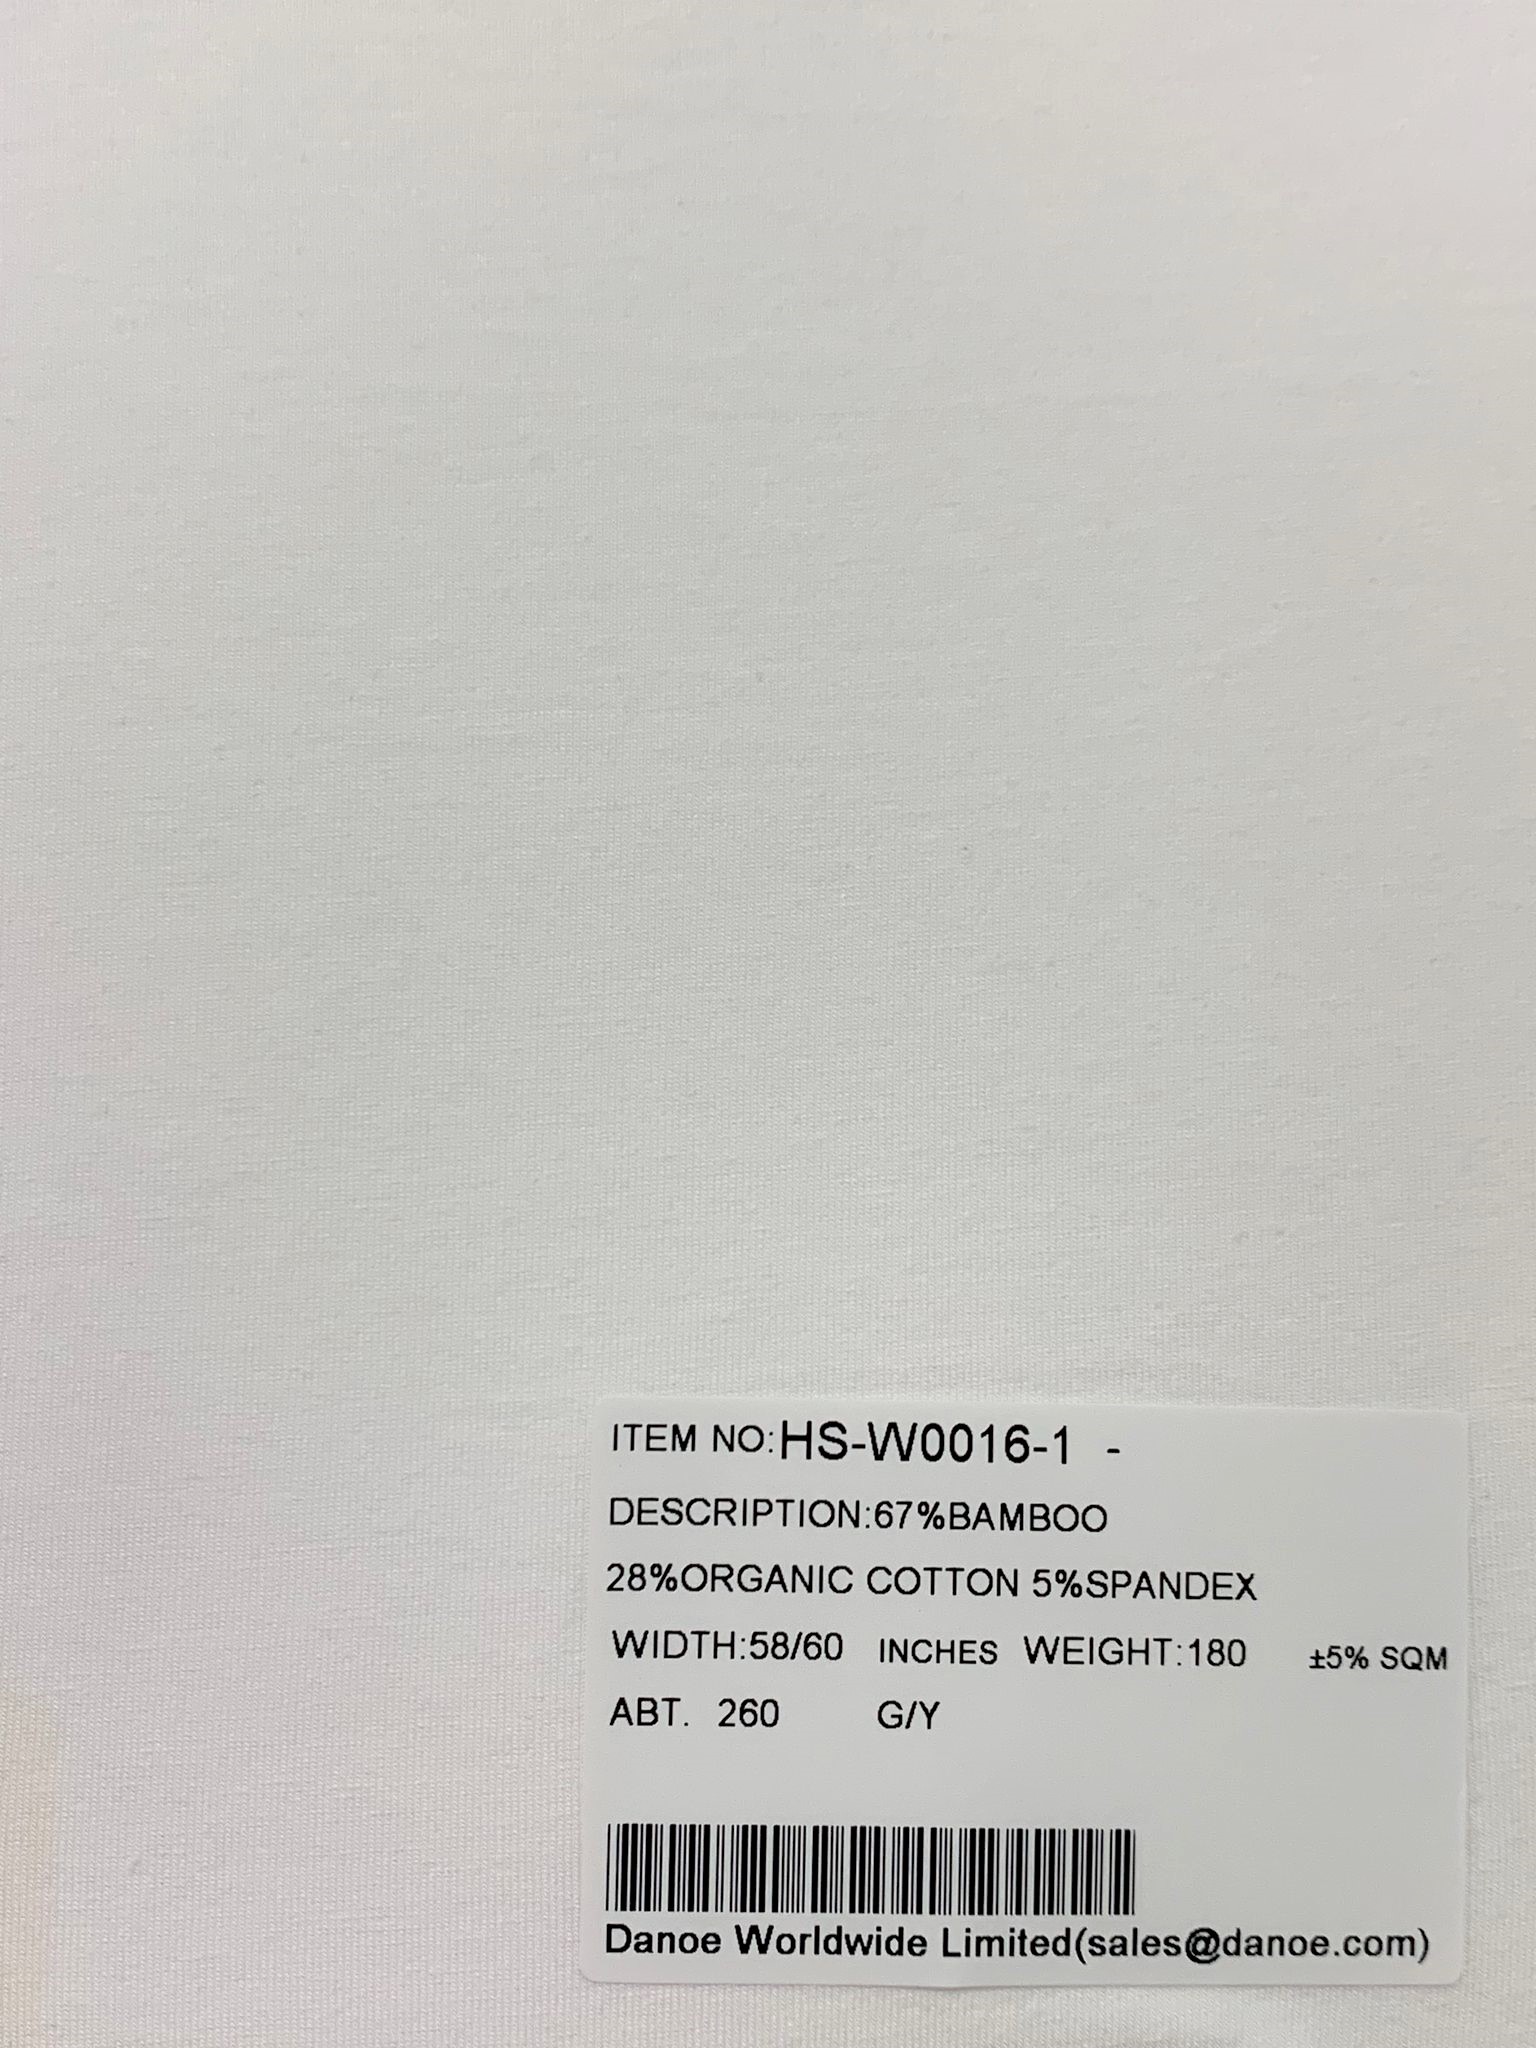 ITEM NO:HS-W0016-1 -
DESCRIPTION:67%BAMBOO
28%ORGANIC COTTON 5%SPANDEX
WIDTH:58/60 INCHES WEIGHT:180 ±5% SQM
ABT. 260 G/Y
Danoe Worldwide Limited(sales@danoe.com)